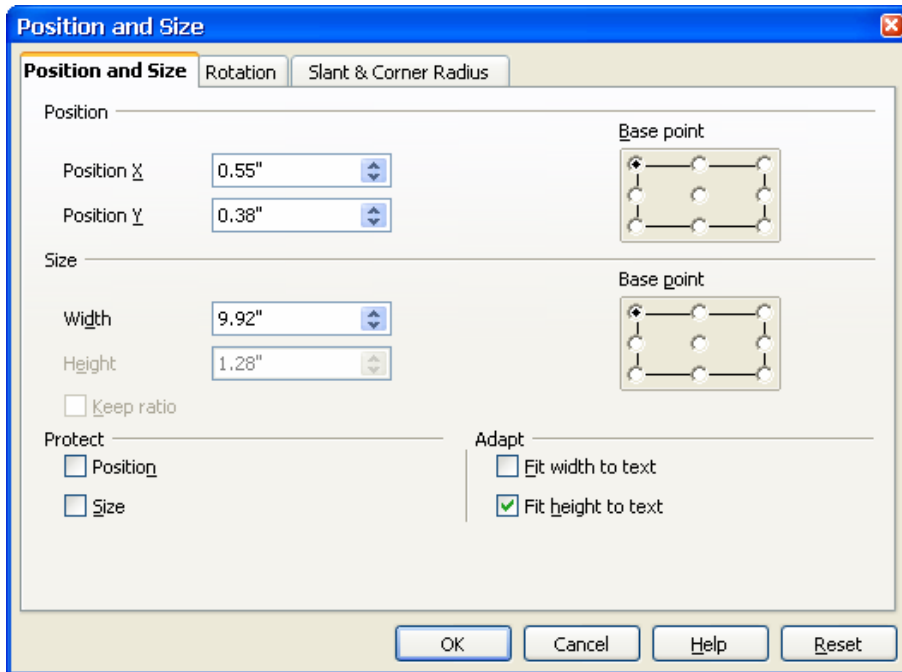 Position and Size
Position and Size Rotation Slant & Corner Radius
Position
Base point
Position X 0.55"
Position Y 0.38"
Size
Base point
Width 9.92"
Height 1.28"
Keep ratio
Protect Adapt
Position Fit width to text
Size Fit height to text
OK Cancel Help Reset